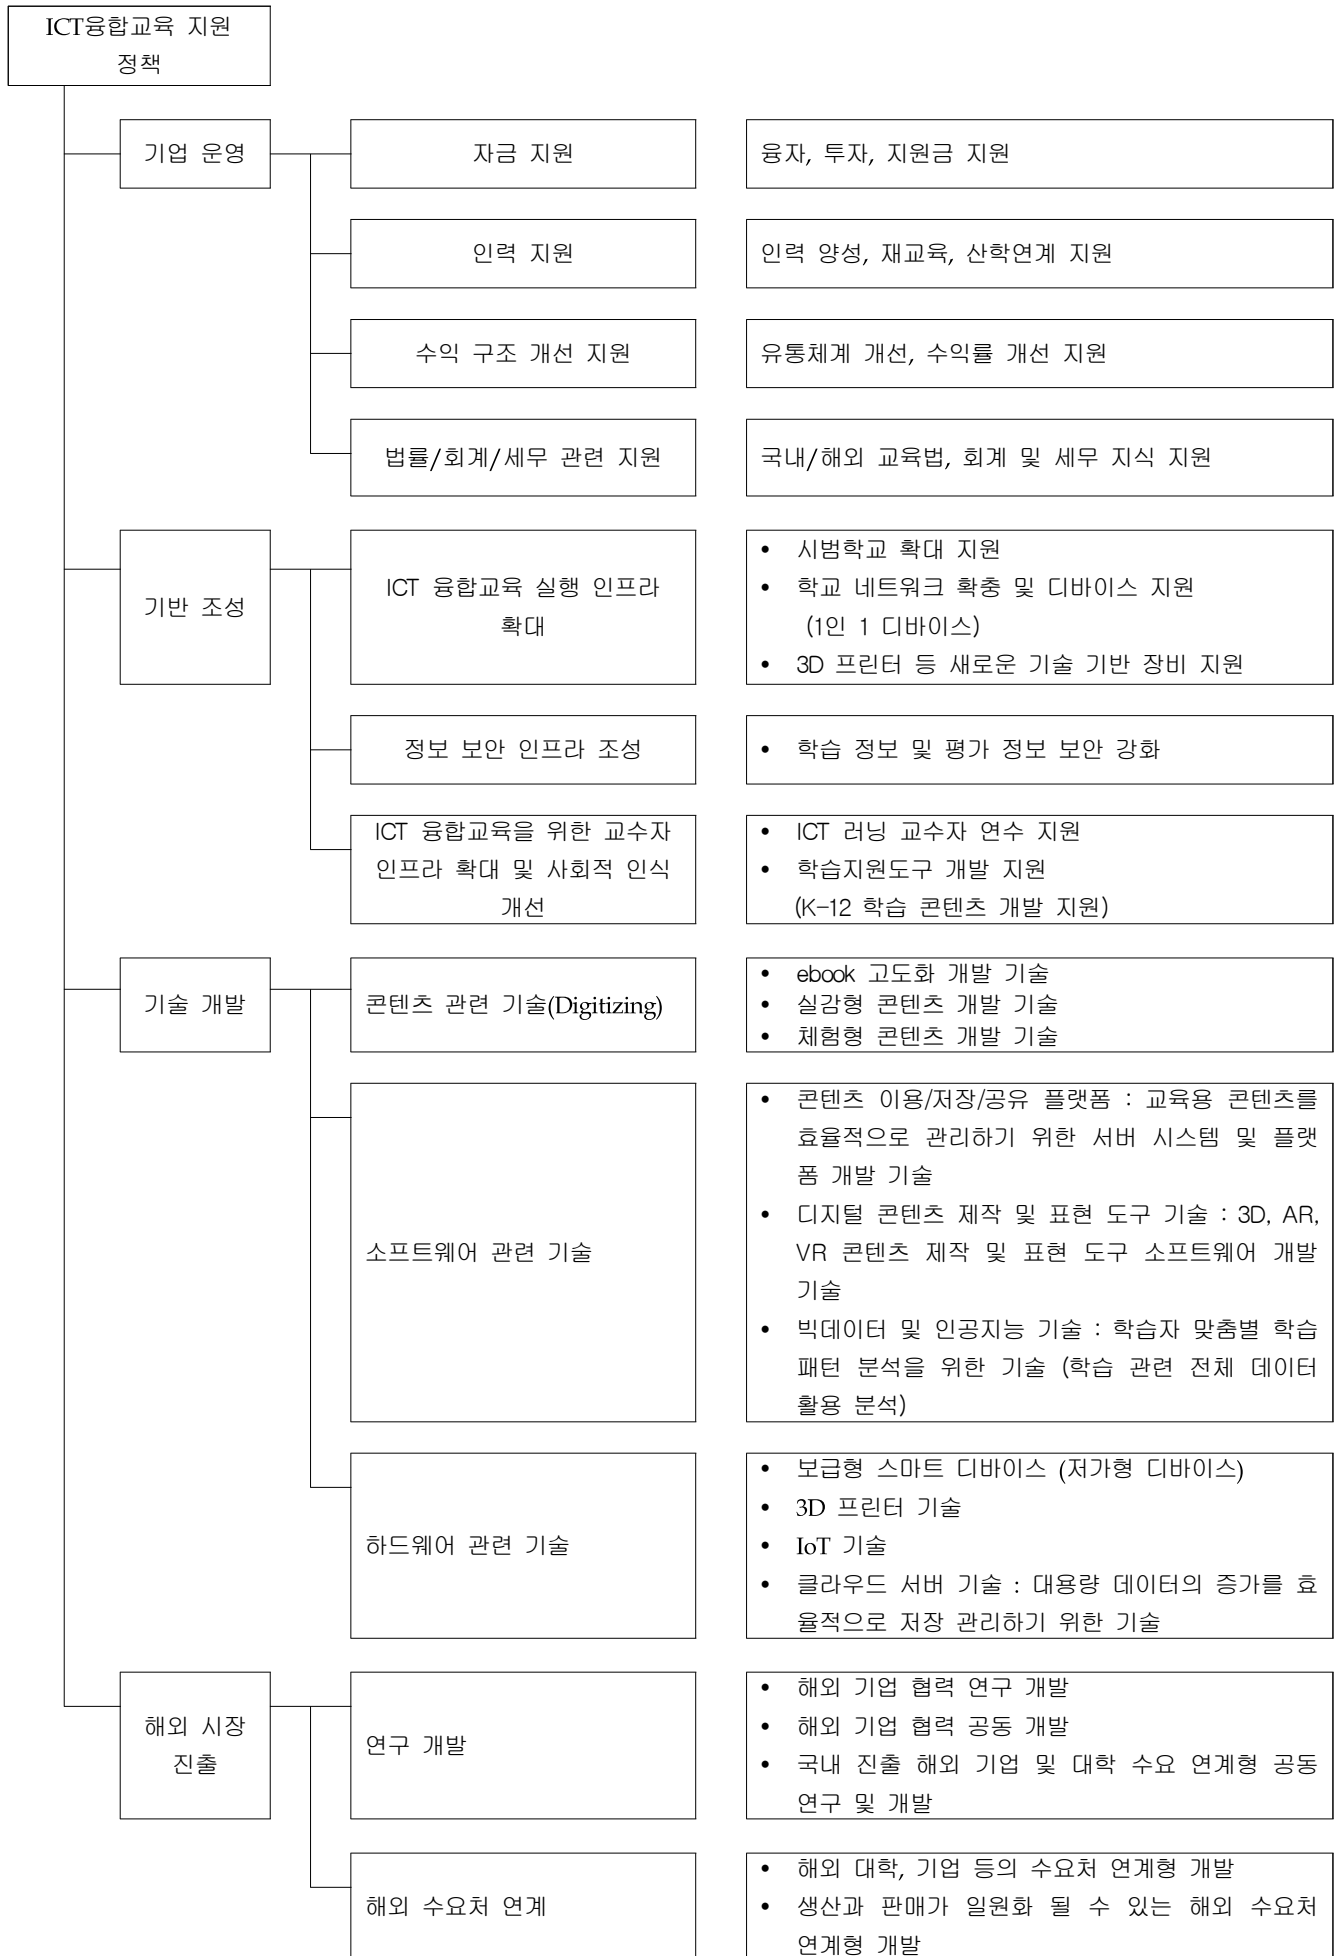 ICT융합교육 지원
정책
기업 운영
자금 지원
융자, 투자, 지원금 지원
인력 지원
인력 양성, 재교육, 산학연계 지원
수익 구조 개선 지원
유통체계 개선, 수익률 개선 지원
법률/회계/세무 관련 지원
국내/해외 교육법, 회계 및 세무 지식 지원
기반 조성
ICT 융합교육 실행 인프라
확대
• 시범학교 확대 지원
• 학교 네트워크 확충 및 디바이스 지원
(1인 1 디바이스)
• 3D 프린터 등 새로운 기술 기반 장비 지원
정보 보안 인프라 조성
• 학습 정보 및 평가 정보 보안 강화
ICT 융합교육을 위한 교수자
인프라 확대 및 사회적 인식
개선
• ICT 러닝 교수자 연수 지원
• 학습지원도구 개발 지원
(K-12 학습 콘텐츠 개발 지원)
기술 개발
콘텐츠 관련 기술(Digitizing)
• ebook 고도화 개발 기술
• 실감형 콘텐츠 개발 기술
• 체험형 콘텐츠 개발 기술
소프트웨어 관련 기술
• 콘텐츠 이용/저장/공유 플랫폼 : 교육용 콘텐츠를
효율적으로 관리하기 위한 서버 시스템 및 플랫
폼 개발 기술
• 디지털 콘텐츠 제작 및 표현 도구 기술 : 3D, AR,
VR 콘텐츠 제작 및 표현 도구 소프트웨어 개발
기술
• 빅데이터 및 인공지능 기술 : 학습자 맞춤별 학습
패턴 분석을 위한 기술 (학습 관련 전체 데이터
활용 분석)
하드웨어 관련 기술
• 보급형 스마트 디바이스 (저가형 디바이스)
• 3D 프린터 기술
• IoT 기술
• 클라우드 서버 기술 : 대용량 데이터의 증가를 효
율적으로 저장 관리하기 위한 기술
해외 시장
진출
연구 개발
• 해외 기업 협력 연구 개발
• 해외 기업 협력 공동 개발
• 국내 진출 해외 기업 및 대학 수요 연계형 공동
연구 및 개발
해외 수요처 연계
• 해외 대학, 기업 등의 수요처 연계형 개발
• 생산과 판매가 일원화 될 수 있는 해외 수요처
연계형 개발